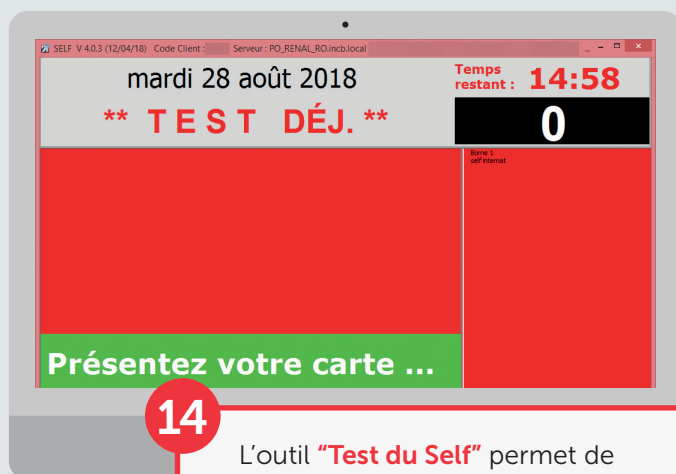 SELF V 4.0.3 (12/04/18) Code Client : Serveur : PO_RENAL_RO.incb.local
mardi 28 août 2018
** TEST DÉJ. **
Temps restant : 14:58
0
Borne 1
self internat
Présentez votre carte ...
14
L'outil “Test du Self” permet de